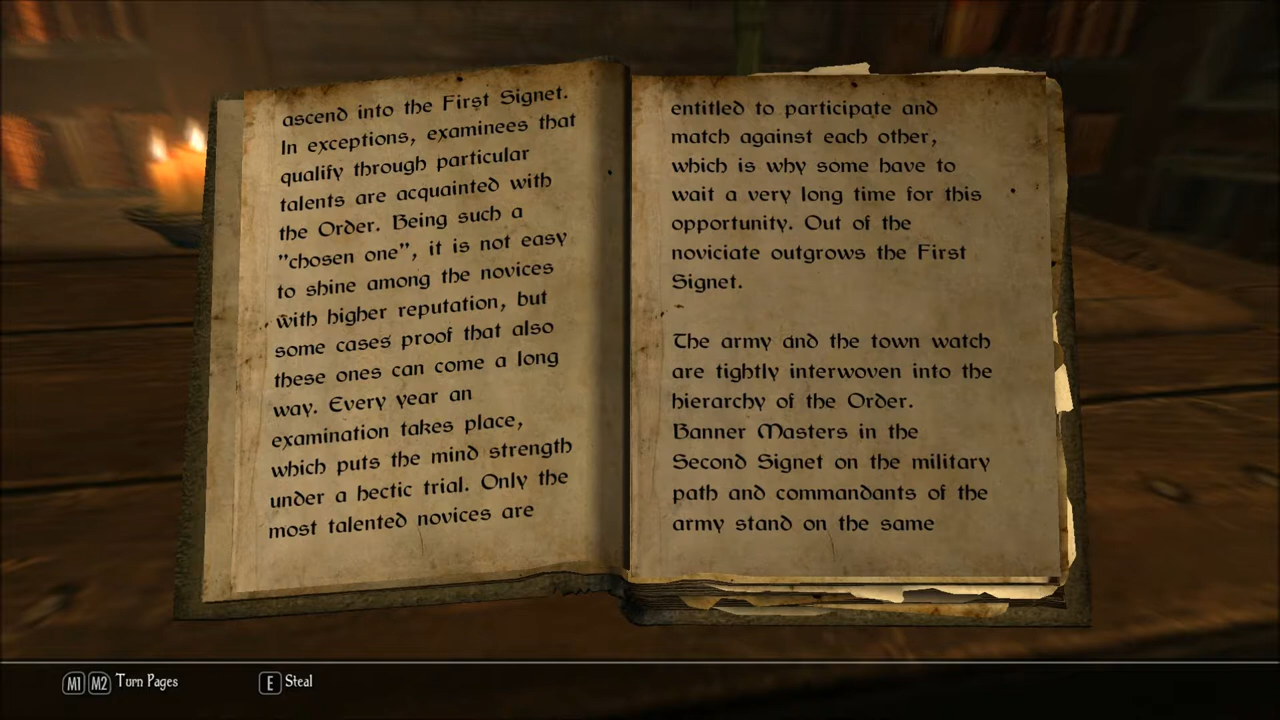 ascend into the First Signet.
In exceptions, examinees that
qualify through particular
talents are acquainted with
the Order. Being such a
"chosen one", it is not easy
to shine among the novices
with higher reputation, but
some cases proof that also
these ones can come a long
way. Every year an
examination takes place,
which puts the mind strength
under a hectic trial. Only the
most talented novices are
entitled to participate and
match against each other,
which is why some have to
wait a very long time for this
opportunity. Out of the
noviciate outgrows the First
Signet.
The army and the town watch
are tightly interwoven into the
hierarchy of the Order.
Banner Masters in the
Second Signet on the military
path and commandants of the
army stand on the same
M1 M2 Turn Pages
E Steal